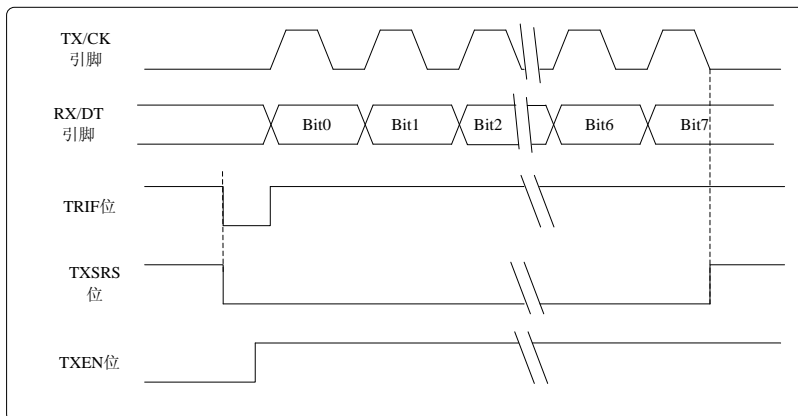 TX/CK
引脚
RX/DT
引脚
Bit0
Bit1
Bit2
Bit6
Bit7
TRIF位
TXSRS
位
TXEN位